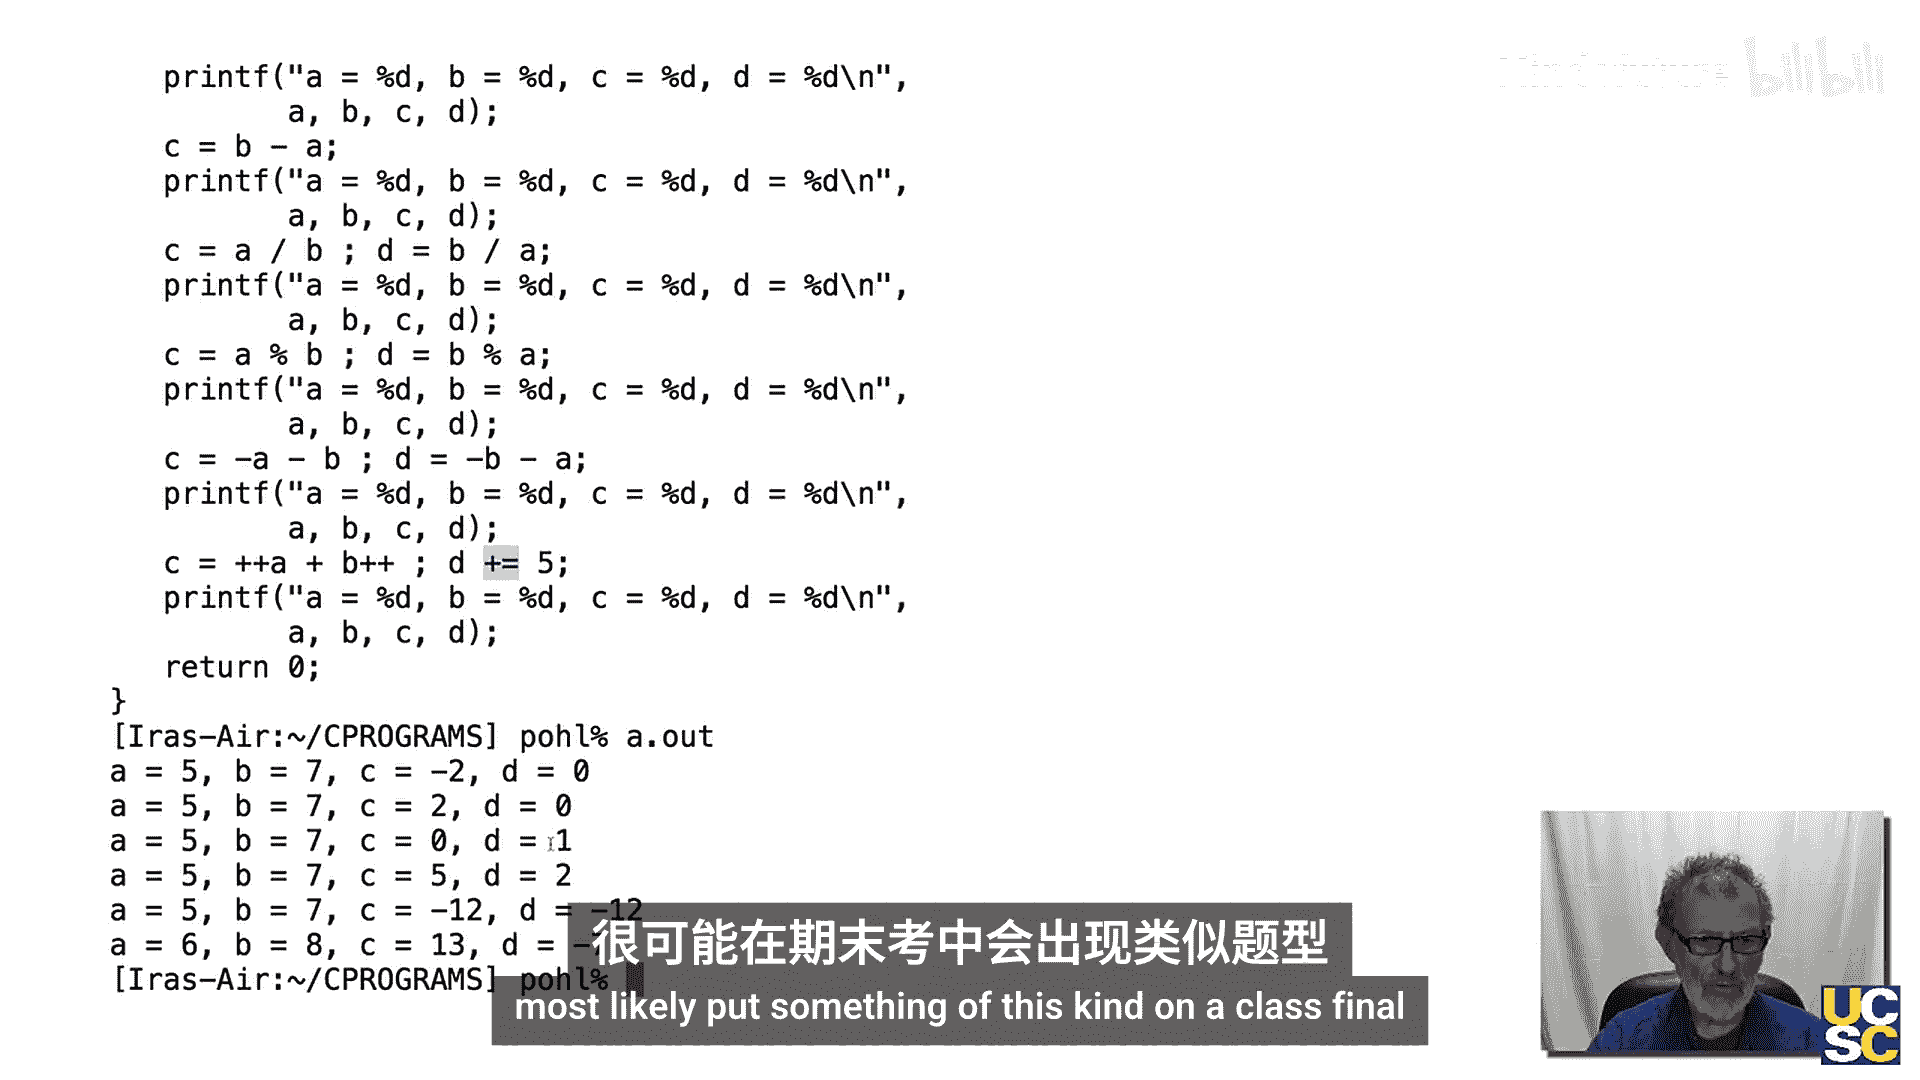 bilibili
printf("a = %d, b = %d, c = %d, d = %d\n",
a, b, c, d);
c = b - a;
printf("a = %d, b = %d, c = %d, d = %d\n",
a, b, c, d);
c = a / b ; d = b / a;
printf("a = %d, b = %d, c = %d, d = %d\n",
a, b, c, d);
c = a % b ; d = b % a;
printf("a = %d, b = %d, c = %d, d = %d\n",
a, b, c, d);
c = -a - b ; d = -b - a;
printf("a = %d, b = %d, c = %d, d = %d\n",
a, b, c, d);
c = ++a + b++ ; d += 5;
printf("a = %d, b = %d, c = %d, d = %d\n",
a, b, c, d);
return 0;
}
[Iras-Air:~/CPROGRAMS] pohl% a.out
a = 5, b = 7, c = -2, d = 0
a = 5, b = 7, c = 2, d = 0
a = 5, b = 7, c = 0, d = 1
a = 5, b = 7, c = 5, d = 2
a = 5, b = 7, c = -12, d = -12
a = 6, b = 8, c = 13, d =
[Iras-Air:~/CPROGRAMS] pohl%
很可能在期末考中会出现类似题型
most likely put something of this kind on a class final
UC
SC